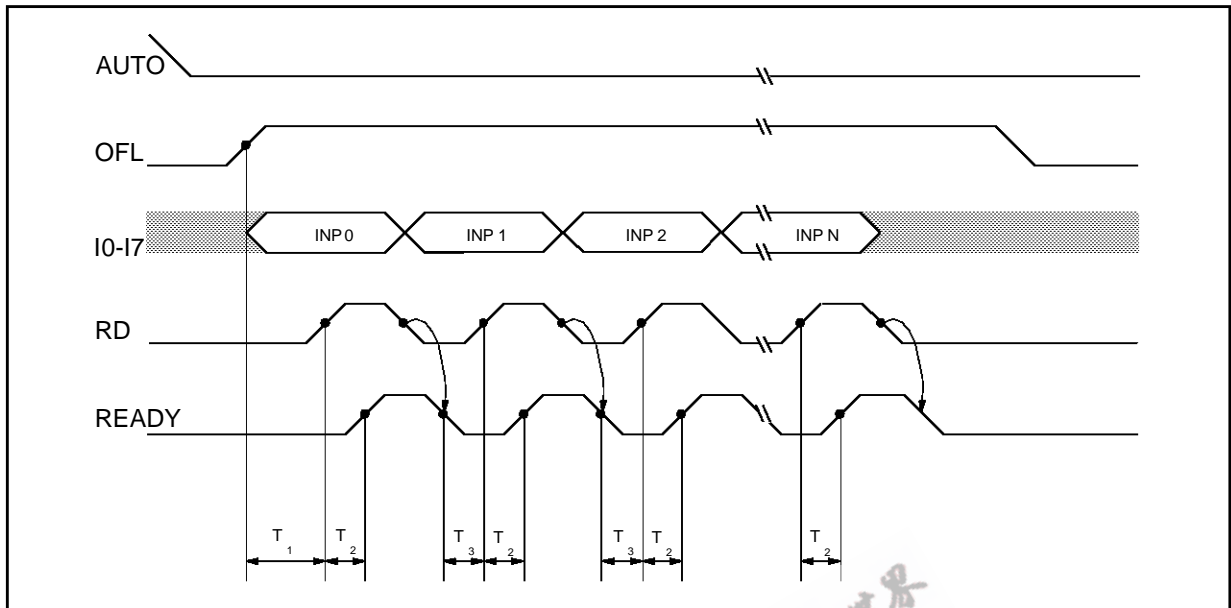 AUTO
OFL
I0-I7
INP 0
INP 1
INP 2
INP N
RD
READY
T1 T2 T3 T2 T3 T2 T2